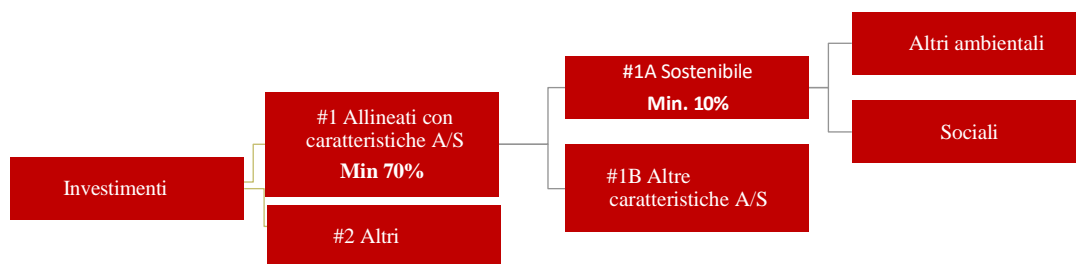 Investimenti
#1 Allineati con
caratteristiche A/S
Min 70%
#2 Altri
#1A Sostenibile
Min. 10%
#1B Altre
caratteristiche A/S
Altri ambientali
Sociali